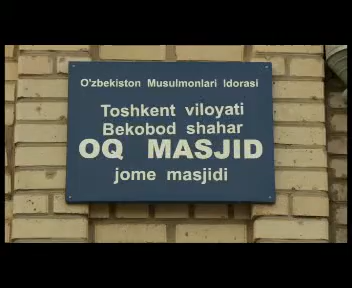 O'zbekiston Musulmonlari Idorasi
Toshkent viloyati
Bekobod shahar
OQ MASJID
jome masjidi